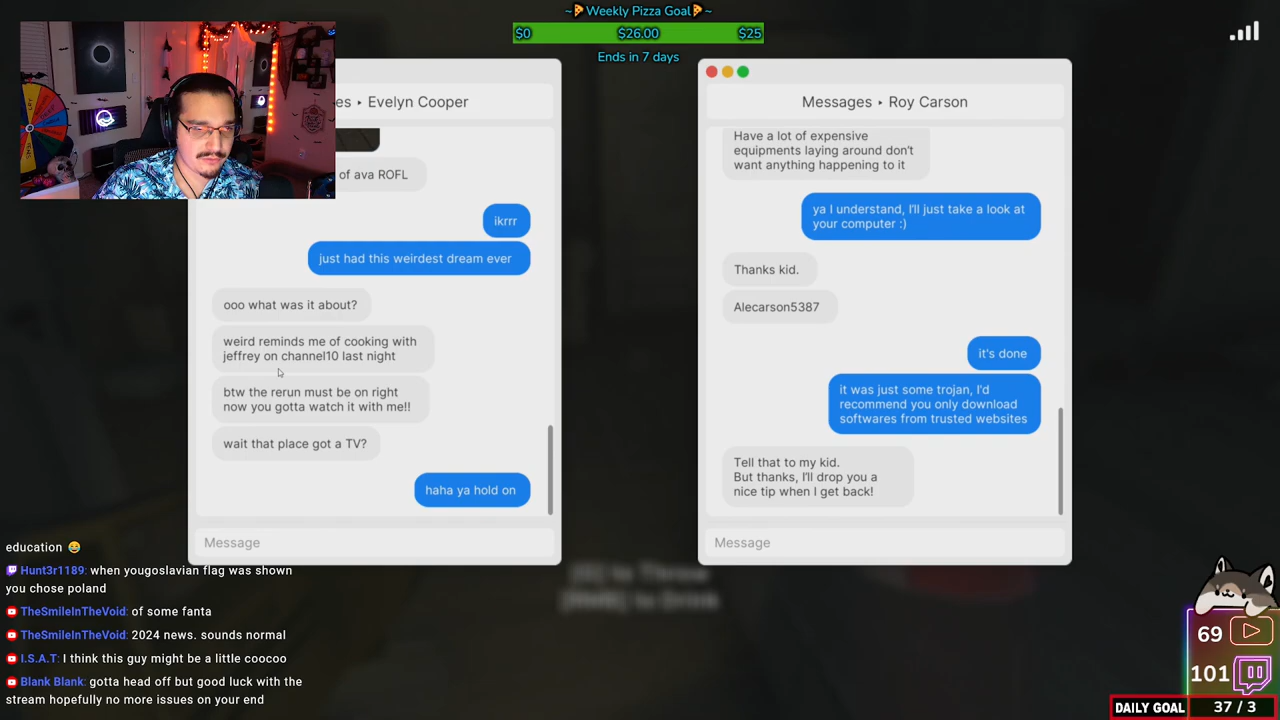 ~🍕Weekly Pizza Goal🍕~
$0 $26.00 $25
Ends in 7 days
es ▸ Evelyn Cooper
of ava ROFL
ikrrr
just had this weirdest dream ever
ooo what was it about?
weird reminds me of cooking with
jeffrey on channel10 last night
btw the rerun must be on right
now you gotta watch it with me!!
wait that place got a TV?
haha ya hold on
Message
Messages ▸ Roy Carson
Have a lot of expensive
equipments laying around don't
want anything happening to it
ya I understand, I'll just take a look at
your computer :)
Thanks kid.
Alecarson5387
it's done
it was just some trojan, I'd
recommend you only download
softwares from trusted websites
Tell that to my kid.
But thanks, I'll drop you a
nice tip when I get back!
Message
[G] to Throw
[RMB] to Drink
education 😂
Hunt3r1189: when yougoslavian flag was shown
you chose poland
TheSmileInTheVoid: of some fanta
TheSmileInTheVoid: 2024 news. sounds normal
I.S.A.T: I think this guy might be a little coocoo
Blank Blank: gotta head off but good luck with the
stream hopefully no more issues on your end
69
101
DAILY GOAL 37 / 3